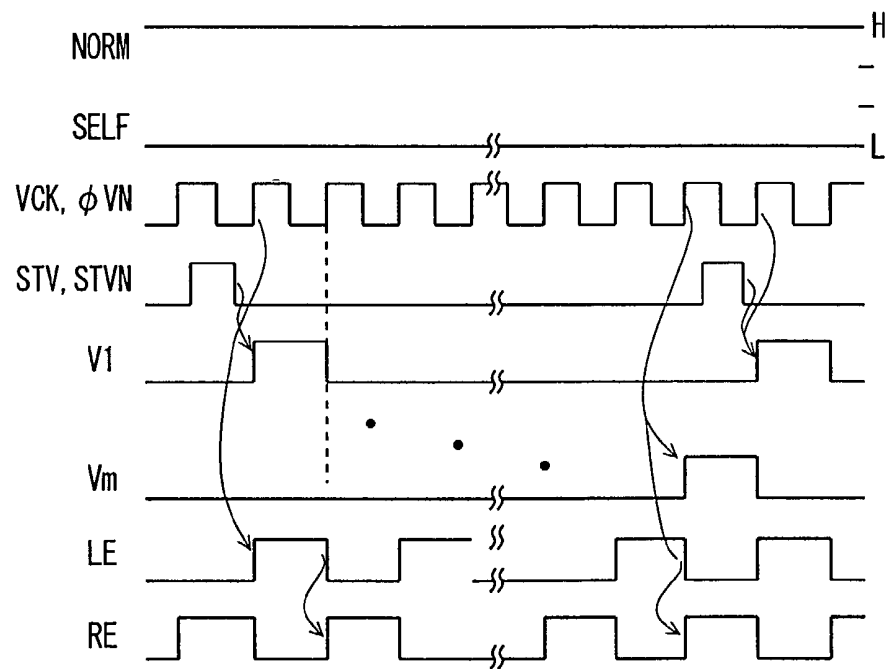 NORM
H
SELF
L
VCK, φVN
STV, STVN
V1
Vm
LE
RE